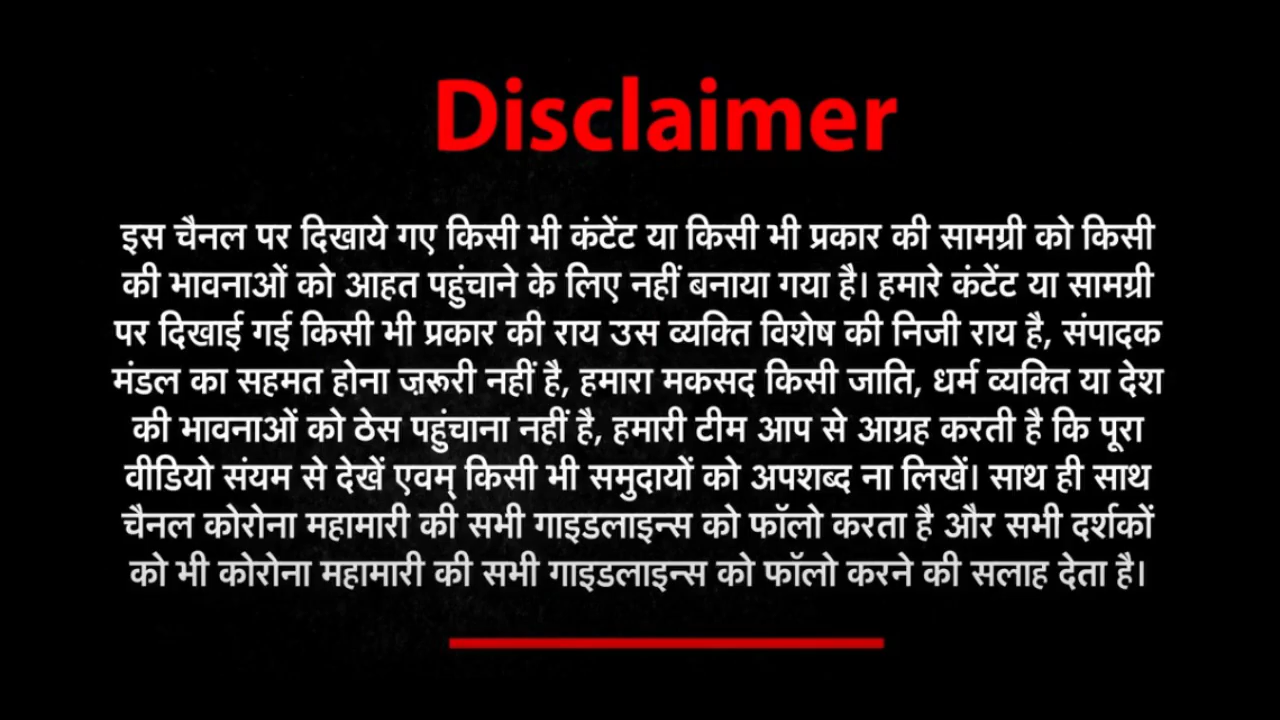 Disclaimer
इस चैनल पर दिखाये गए किसी भी कंटेंट या किसी भी प्रकार की सामग्री को किसी
की भावनाओं को आहत पहुंचाने के लिए नहीं बनाया गया है। हमारे कंटेंट या सामग्री
पर दिखाई गई किसी भी प्रकार की राय उस व्यक्ति विशेष की निजी राय है, संपादक
मंडल का सहमत होना ज़रूरी नहीं है, हमारा मकसद किसी जाति, धर्म व्यक्ति या देश
की भावनाओं को ठेस पहुंचाना नहीं है, हमारी टीम आप से आग्रह करती है कि पूरा
वीडियो संयम से देखें एवम् किसी भी समुदायों को अपशब्द ना लिखें। साथ ही साथ
चैनल कोरोना महामारी की सभी गाइडलाइन्स को फॉलो करता है और सभी दर्शकों
को भी कोरोना महामारी की सभी गाइडलाइन्स को फॉलो करने की सलाह देता है।